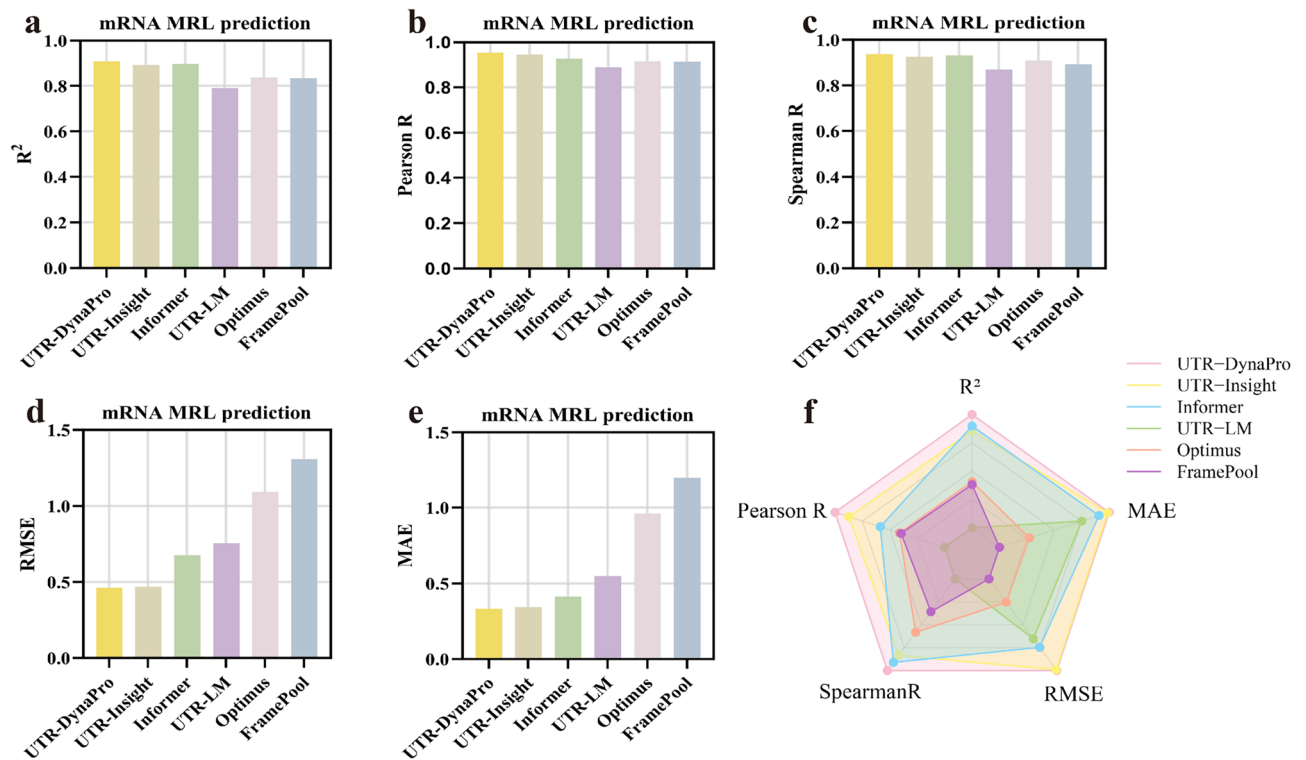 a
mRNA MRL prediction
R²
1.0
0.8
0.6
0.4
0.2
0.0
UTR-DynaPro
UTR-Insight
Informer
UTR-LM
Optimus
FramePool
b
mRNA MRL prediction
Pearson R
1.0
0.8
0.6
0.4
0.2
0.0
UTR-DynaPro
UTR-Insight
Informer
UTR-LM
Optimus
FramePool
c
mRNA MRL prediction
Spearman R
1.0
0.8
0.6
0.4
0.2
0.0
UTR-DynaPro
UTR-Insight
Informer
UTR-LM
Optimus
FramePool
d
mRNA MRL prediction
RMSE
1.5
1.0
0.5
0.0
UTR-DynaPro
UTR-Insight
Informer
UTR-LM
Optimus
FramePool
e
mRNA MRL prediction
MAE
1.5
1.0
0.5
0.0
UTR-DynaPro
UTR-Insight
Informer
UTR-LM
Optimus
FramePool
f
R²
Pearson R
MAE
SpearmanR
RMSE
UTR−DynaPro
UTR−Insight
Informer
UTR−LM
Optimus
FramePool